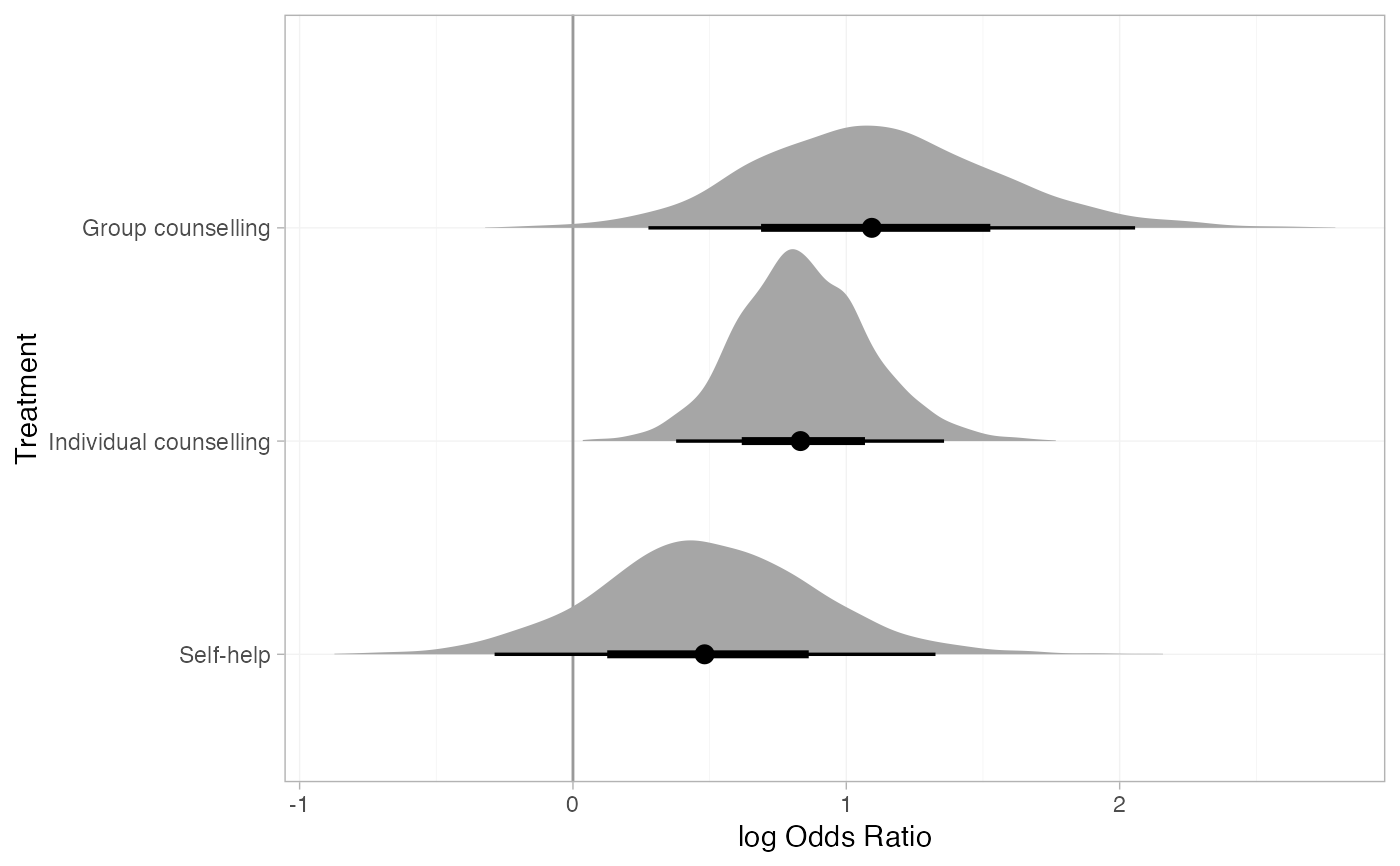 Treatment
Group counselling
Individual counselling
Self-help
-1
0
1
2
log Odds Ratio